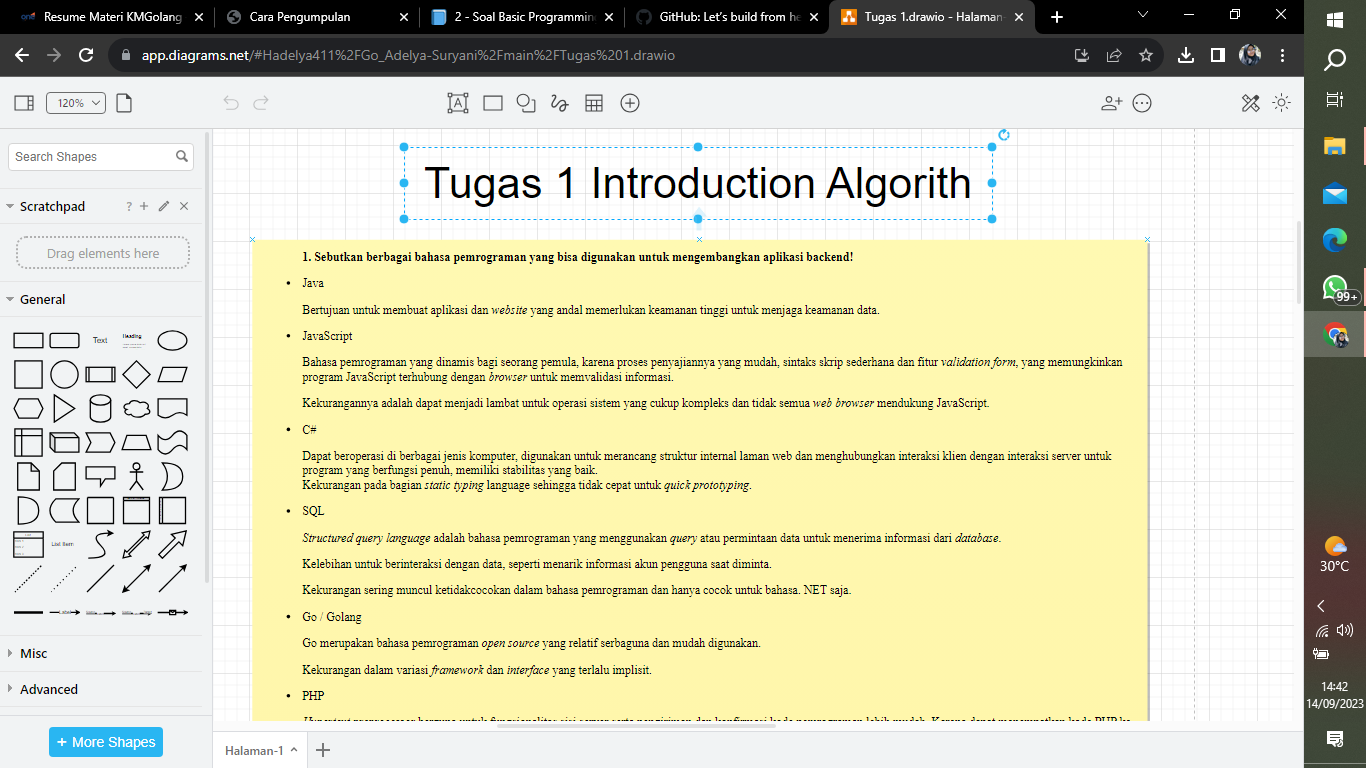 Resume Materi KMGolang
Cara Pengumpulan
2 - Soal Basic Programmin
GitHub: Let's build from he
Tugas 1.drawio - Halaman-
app.diagrams.net/#Hadelya411%2FGo_Adelya-Suryani%2Fmain%2FTugas%201.drawio
120%
Search Shapes
Scratchpad
?
Drag elements here
General
Text
Heading
List Item
Label
Misc
Advanced
+ More Shapes
Tugas 1 Introduction Algorith
1. Sebutkan berbagai bahasa pemrograman yang bisa digunakan untuk mengembangkan aplikasi backend!
• Java
Bertujuan untuk membuat aplikasi dan website yang andal memerlukan keamanan tinggi untuk menjaga keamanan data.
• JavaScript
Bahasa pemrograman yang dinamis bagi seorang pemula, karena proses penyajiannya yang mudah, sintaks skrip sederhana dan fitur validation form, yang memungkinkan
program JavaScript terhubung dengan browser untuk memvalidasi informasi.
Kekurangannya adalah dapat menjadi lambat untuk operasi sistem yang cukup kompleks dan tidak semua web browser mendukung JavaScript.
• C#
Dapat beroperasi di berbagai jenis komputer, digunakan untuk merancang struktur internal laman web dan menghubungkan interaksi klien dengan interaksi server untuk
program yang berfungsi penuh, memiliki stabilitas yang baik.
Kekurangan pada bagian static typing language sehingga tidak cepat untuk quick prototyping.
• SQL
Structured query language adalah bahasa pemrograman yang menggunakan query atau permintaan data untuk menerima informasi dari database.
Kelebihan untuk berinteraksi dengan data, seperti menarik informasi akun pengguna saat diminta.
Kekurangan sering muncul ketidakcocokan dalam bahasa pemrograman dan hanya cocok untuk bahasa. NET saja.
• Go / Golang
Go merupakan bahasa pemrograman open source yang relatif serbaguna dan mudah digunakan.
Kekurangan dalam variasi framework dan interface yang terlalu implisit.
• PHP
Halaman-1
99+
30°C
14:42
14/09/2023